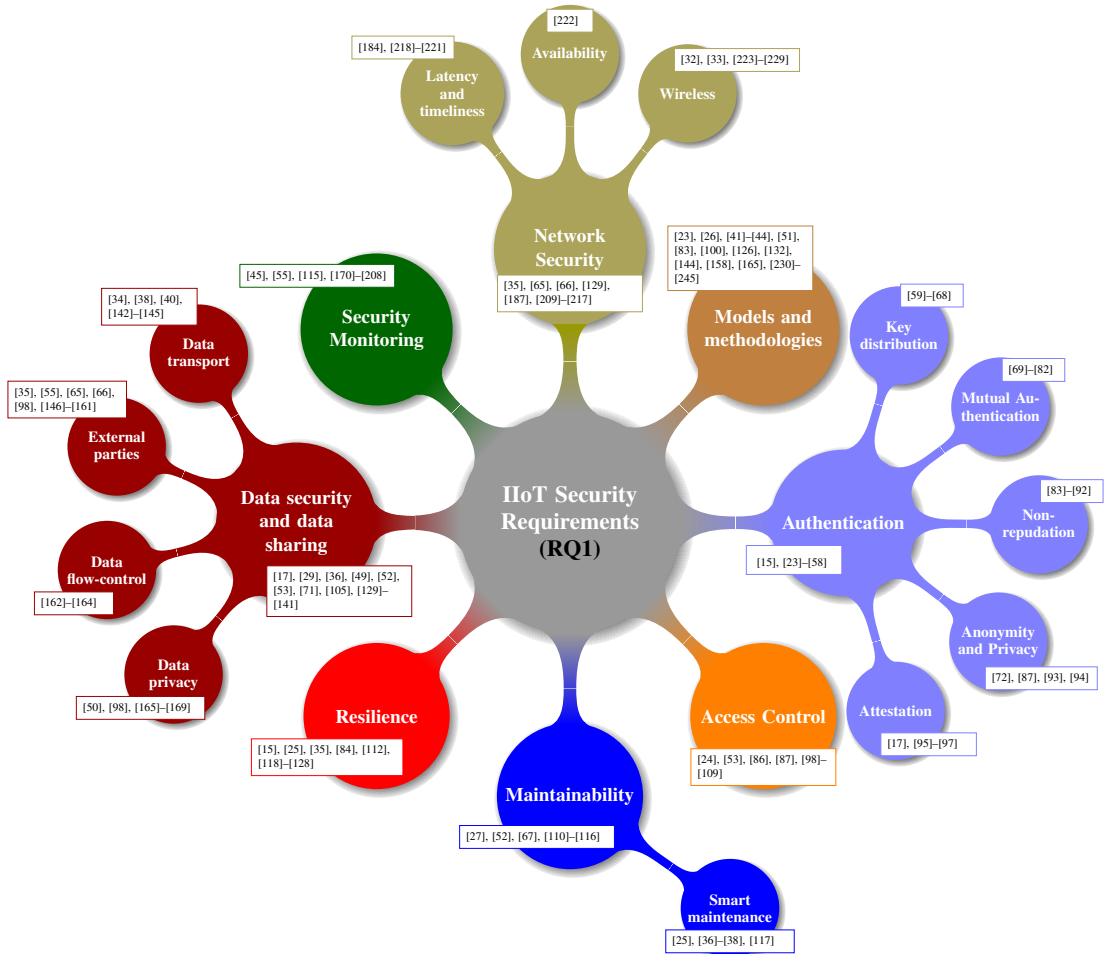 [222]
Availability
[184], [218]–[221]
Latency
and
timeliness
[32], [33], [223]–[229]
Wireless
Network
Security
[35], [65], [66], [129],
[187], [209]–[217]
[23], [26], [41]–[44], [51],
[83], [100], [126], [132],
[144], [158], [165], [230]–
[245]
Models and
methodologies
[45], [55], [115], [170]–[208]
Security
Monitoring
[34], [38], [40],
[142]–[145]
Data
transport
[35], [55], [65], [66],
[98], [146]–[161]
External
parties
Data security
and data
sharing
[17], [29], [36], [49], [52],
[53], [71], [105], [129]–
[141]
Data
flow-control
[162]–[164]
Data
privacy
[50], [98], [165]–[169]
IIoT Security
Requirements
(RQ1)
[59]–[68]
Key
distribution
[69]–[82]
Mutual Au-
thentication
[83]–[92]
Non-
repudation
Authentication
[15], [23]–[58]
Anonymity
and Privacy
[72], [87], [93], [94]
Attestation
[17], [95]–[97]
Resilience
[15], [25], [35], [84], [112],
[118]–[128]
Access Control
[24], [53], [86], [87], [98]–
[109]
Maintainability
[27], [52], [67], [110]–[116]
Smart
maintenance
[25], [36]–[38], [117]